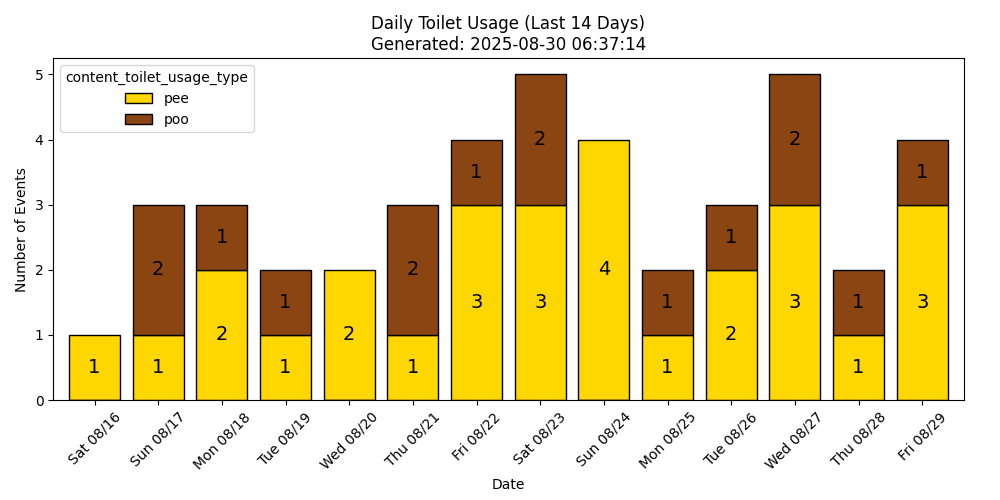 Daily Toilet Usage (Last 14 Days)
Generated: 2025-08-30 06:37:14
content_toilet_usage_type
pee
poo
Number of Events
5
4
3
2
1
0
1
2
1
1
2
1
1
2
2
1
1
3
2
3
4
1
1
1
2
2
3
1
1
1
3
Sat 08/16
Sun 08/17
Mon 08/18
Tue 08/19
Wed 08/20
Thu 08/21
Fri 08/22
Sat 08/23
Sun 08/24
Mon 08/25
Tue 08/26
Wed 08/27
Thu 08/28
Fri 08/29
Date